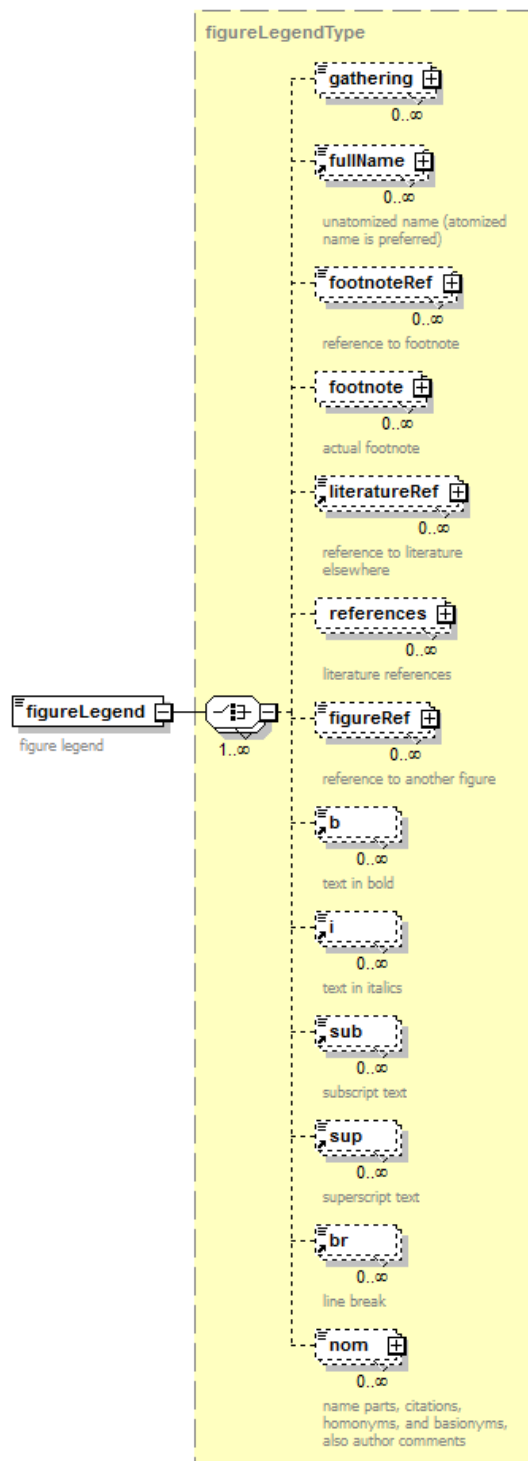 figureLegendType
gathering
0..∞
fullName
0..∞
unatomized name (atomized
name is preferred)
footnoteRef
0..∞
reference to footnote
footnote
0..∞
actual footnote
literatureRef
0..∞
reference to literature
elsewhere
references
0..∞
literature references
figureLegend
figure legend
1..∞
figureRef
0..∞
reference to another figure
b
0..∞
text in bold
i
0..∞
text in italics
sub
0..∞
subscript text
sup
0..∞
superscript text
br
0..∞
line break
nom
0..∞
name parts, citations,
homonyms, and basionyms,
also author comments